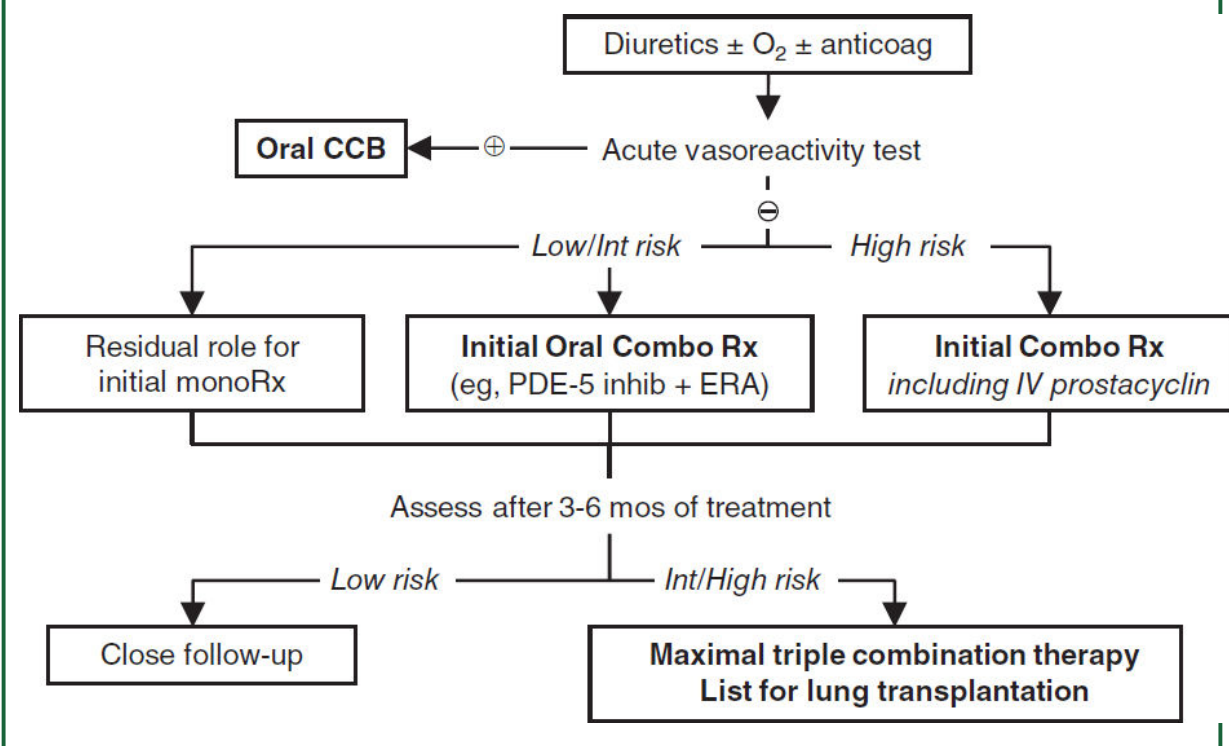 Diuretics ± O₂ ± anticoag
Oral CCB
⊕
Acute vasoreactivity test
⊖
Low/Int risk
High risk
Residual role for
initial monoRx
Initial Oral Combo Rx
(eg, PDE-5 inhib + ERA)
Initial Combo Rx
including IV prostacyclin
Assess after 3-6 mos of treatment
Low risk
Int/High risk
Close follow-up
Maximal triple combination therapy
List for lung transplantation